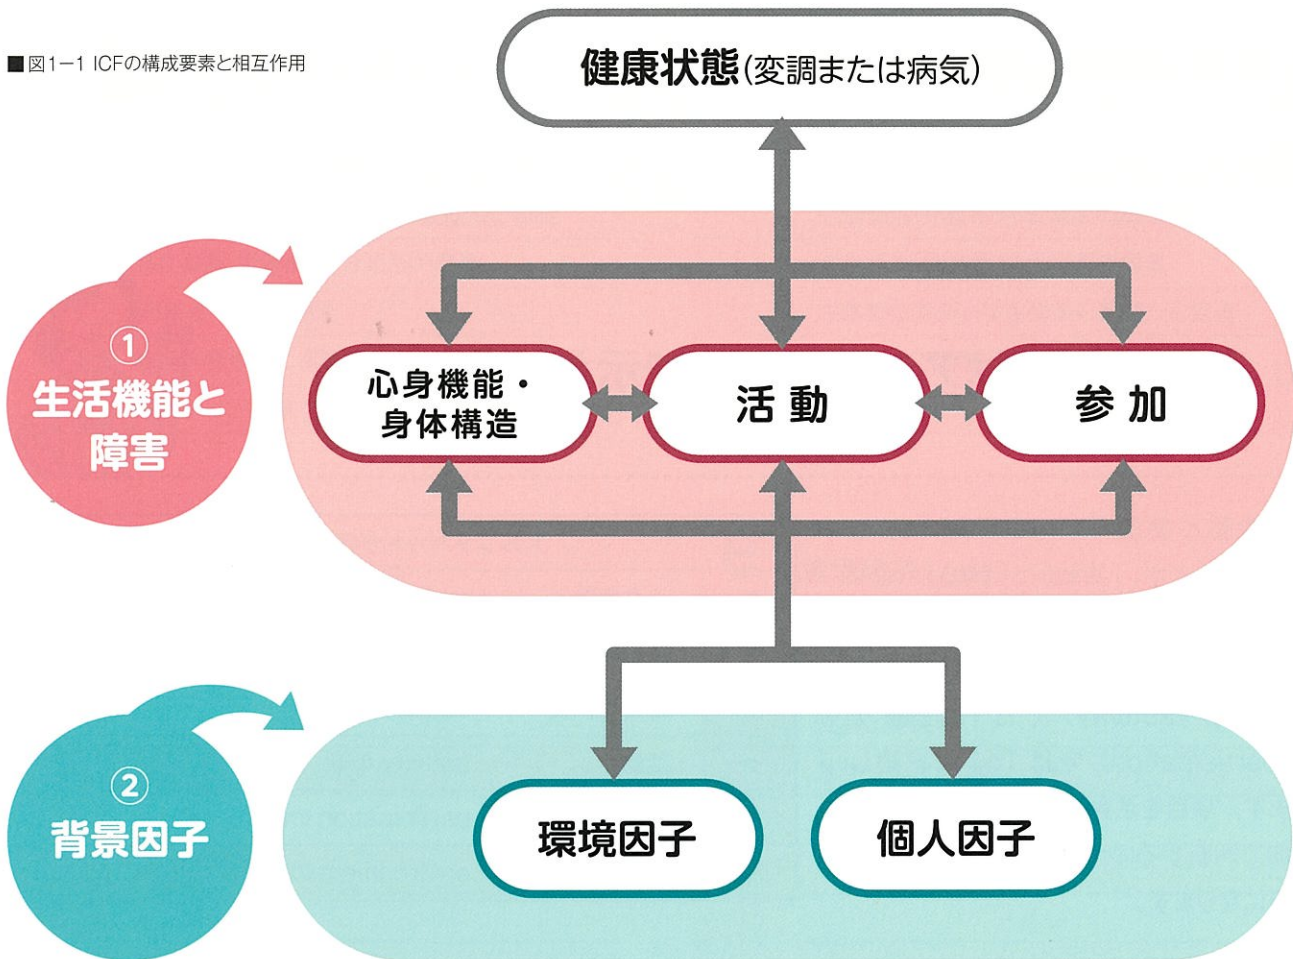 ■図1-1 ICFの構成要素と相互作用
健康状態(変調または病気)
①
生活機能と
障害
心身機能・
身体構造
活動
参加
②
背景因子
環境因子
個人因子